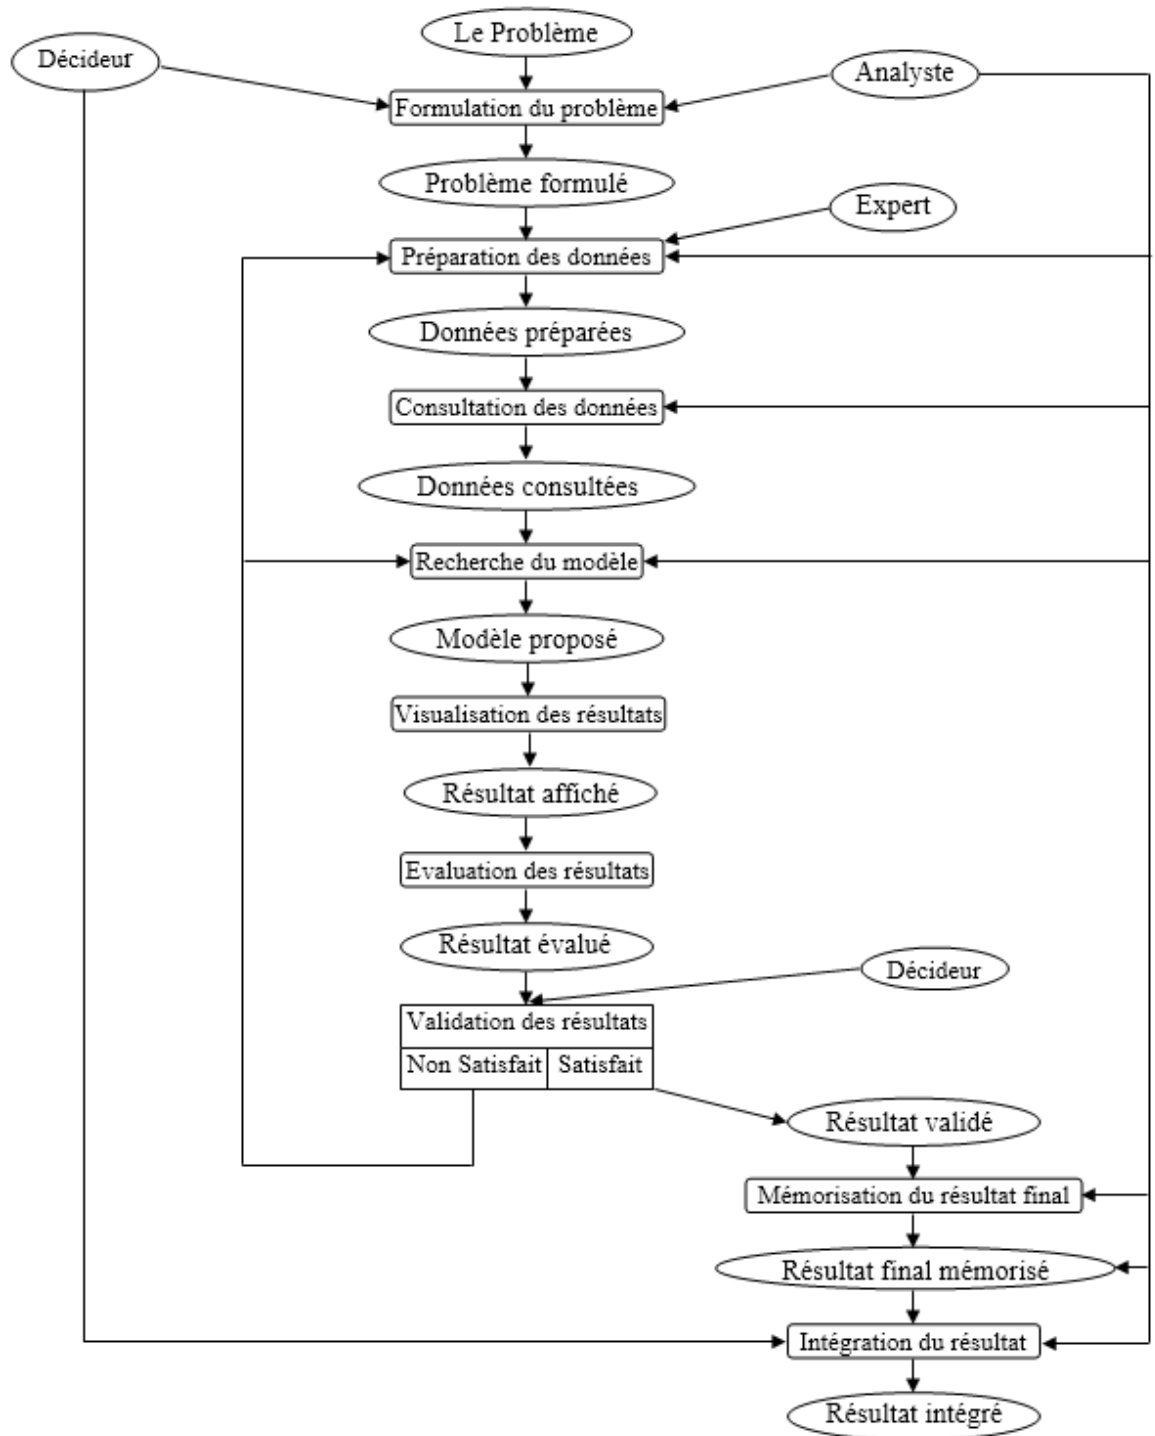 Le Problème
Décideur
Analyste
Formulation du problème
Problème formulé
Expert
Préparation des données
Données préparées
Consultation des données
Données consultées
Recherche du modèle
Modèle proposé
Visualisation des résultats
Résultat affiché
Evaluation des résultats
Résultat évalué
Décideur
Validation des résultats
Non Satisfait
Satisfait
Résultat validé
Mémorisation du résultat final
Résultat final mémorisé
Intégration du résultat
Résultat intégré